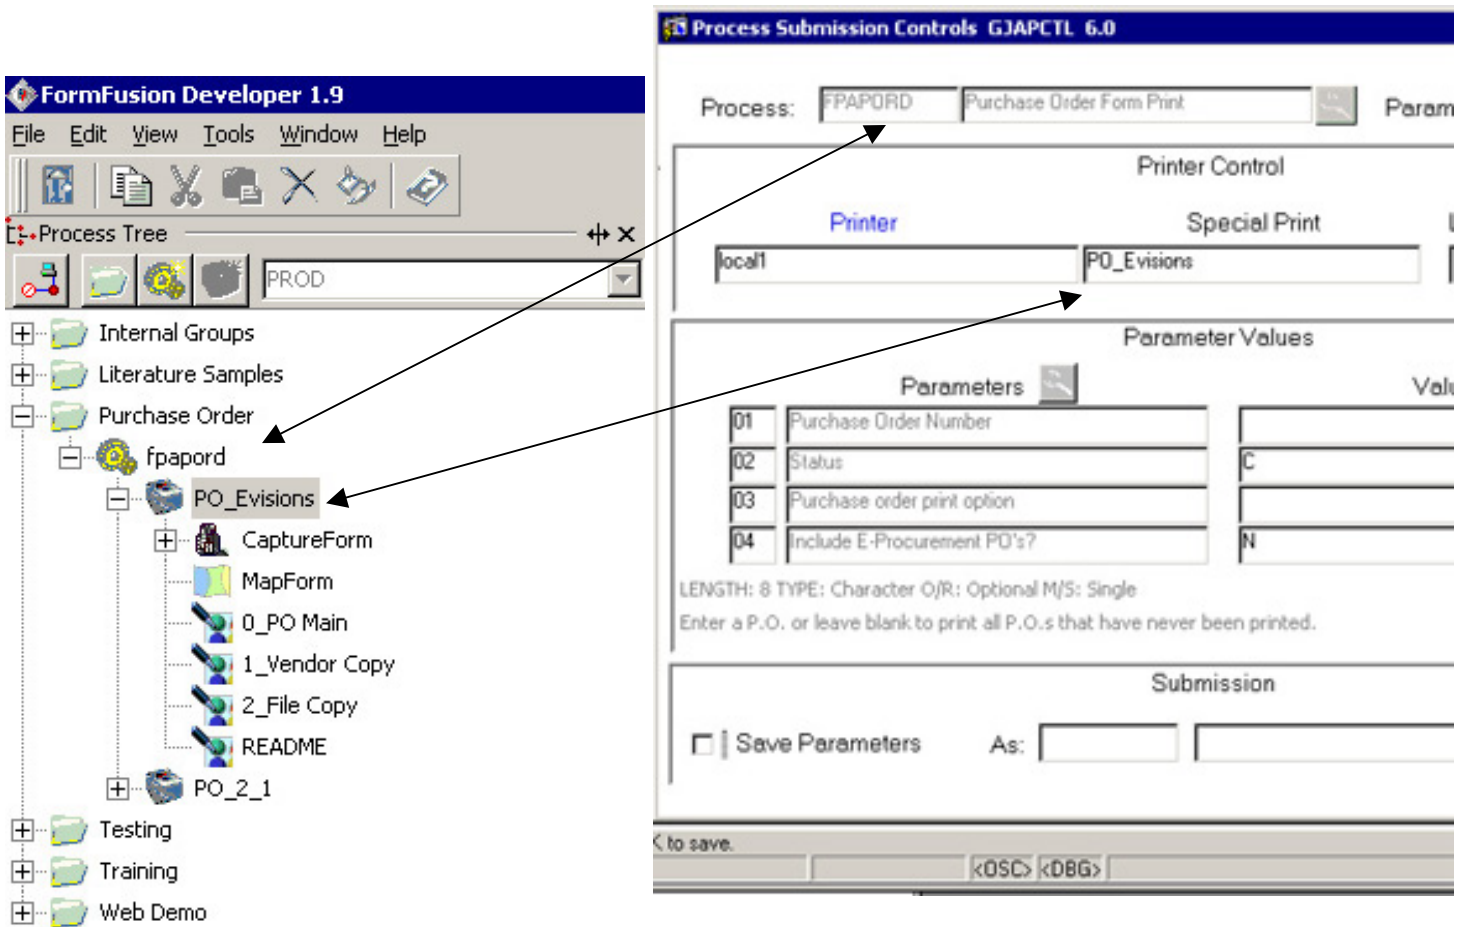 FormFusion Developer 1.9
File Edit View Tools Window Help
Process Tree
PROD
Internal Groups
Literature Samples
Purchase Order
fpapord
PO_Evisions
CaptureForm
MapForm
0_PO Main
1_Vendor Copy
2_File Copy
README
PO_2_1
Testing
Training
Web Demo
Process Submission Controls GJAPCTL 6.0
Process: FPAPORD Purchase Order Form Print Param
Printer Control
Printer Special Print
local1 PO_Evisions
Parameter Values
Parameters Valu
01 Purchase Order Number
02 Status C
03 Purchase order print option
04 Include E-Procurement PO's? N
LENGTH: 8 TYPE: Character O/R: Optional M/S: Single
Enter a P.O. or leave blank to print all P.O.s that have never been printed.
Submission
Save Parameters As:
to save.
<OSC> <DBG>